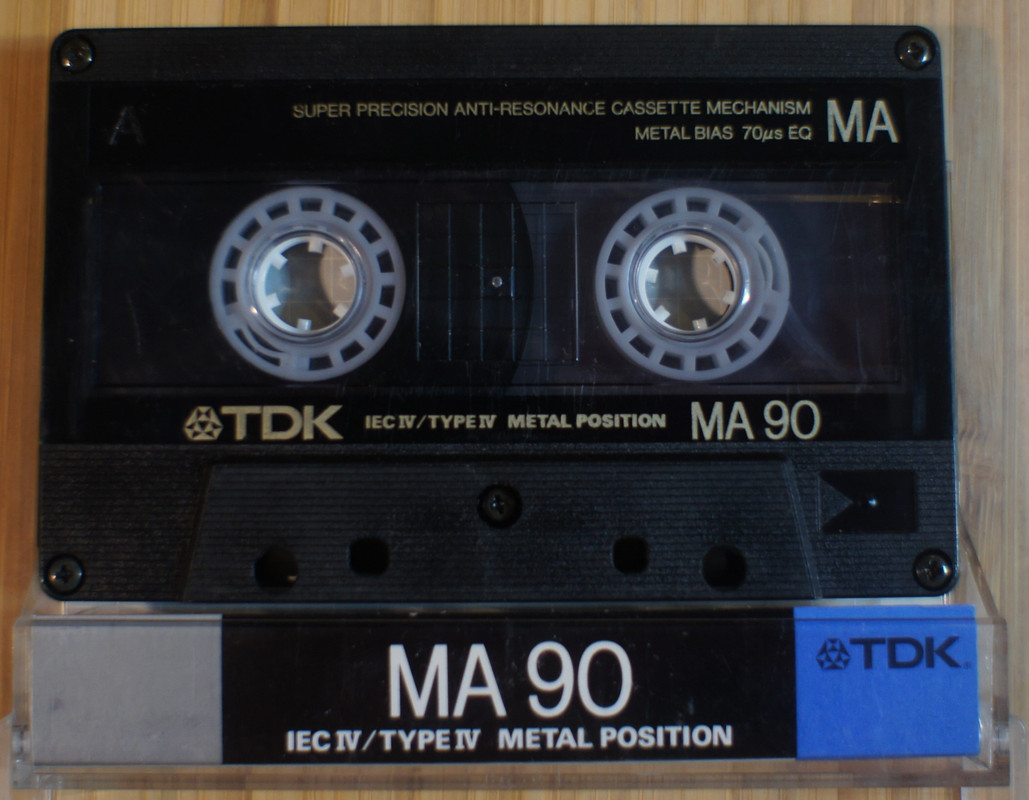 A
SUPER PRECISION ANTI-RESONANCE CASSETTE MECHANISM
METAL BIAS 70µs EQ
MA
TDK IEC IV/TYPE IV METAL POSITION MA 90
MA 90
IEC IV/TYPE IV METAL POSITION
TDK